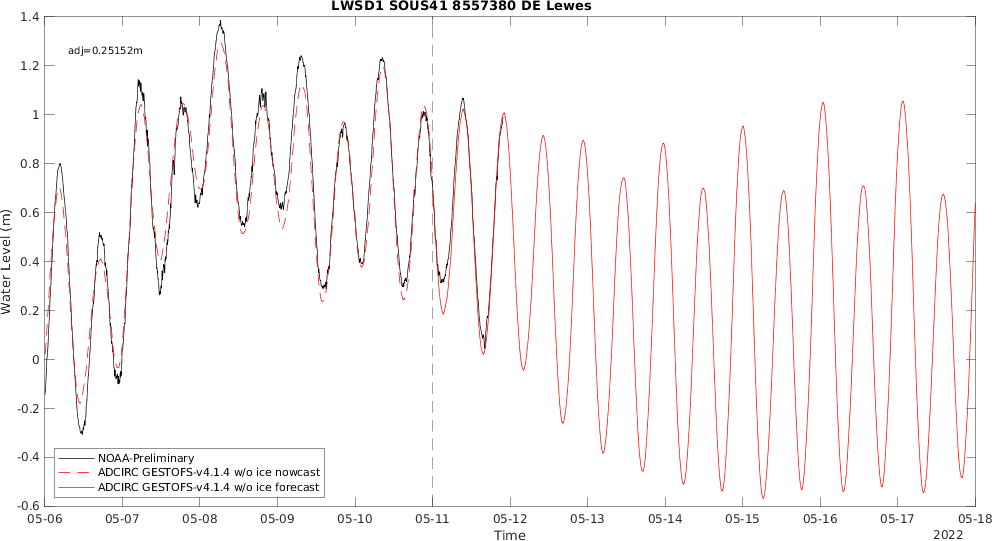 LWSD1 SOUS41 8557380 DE Lewes
adj=0.25152m
1.4
1.2
1
0.8
0.6
0.4
0.2
0
-0.2
-0.4
-0.6
Water Level (m)
NOAA-Preliminary
ADCIRC GESTOFS-v4.1.4 w/o ice nowcast
ADCIRC GESTOFS-v4.1.4 w/o ice forecast
05-06 05-07 05-08 05-09 05-10 05-11 05-12 05-13 05-14 05-15 05-16 05-17 05-18
Time
2022